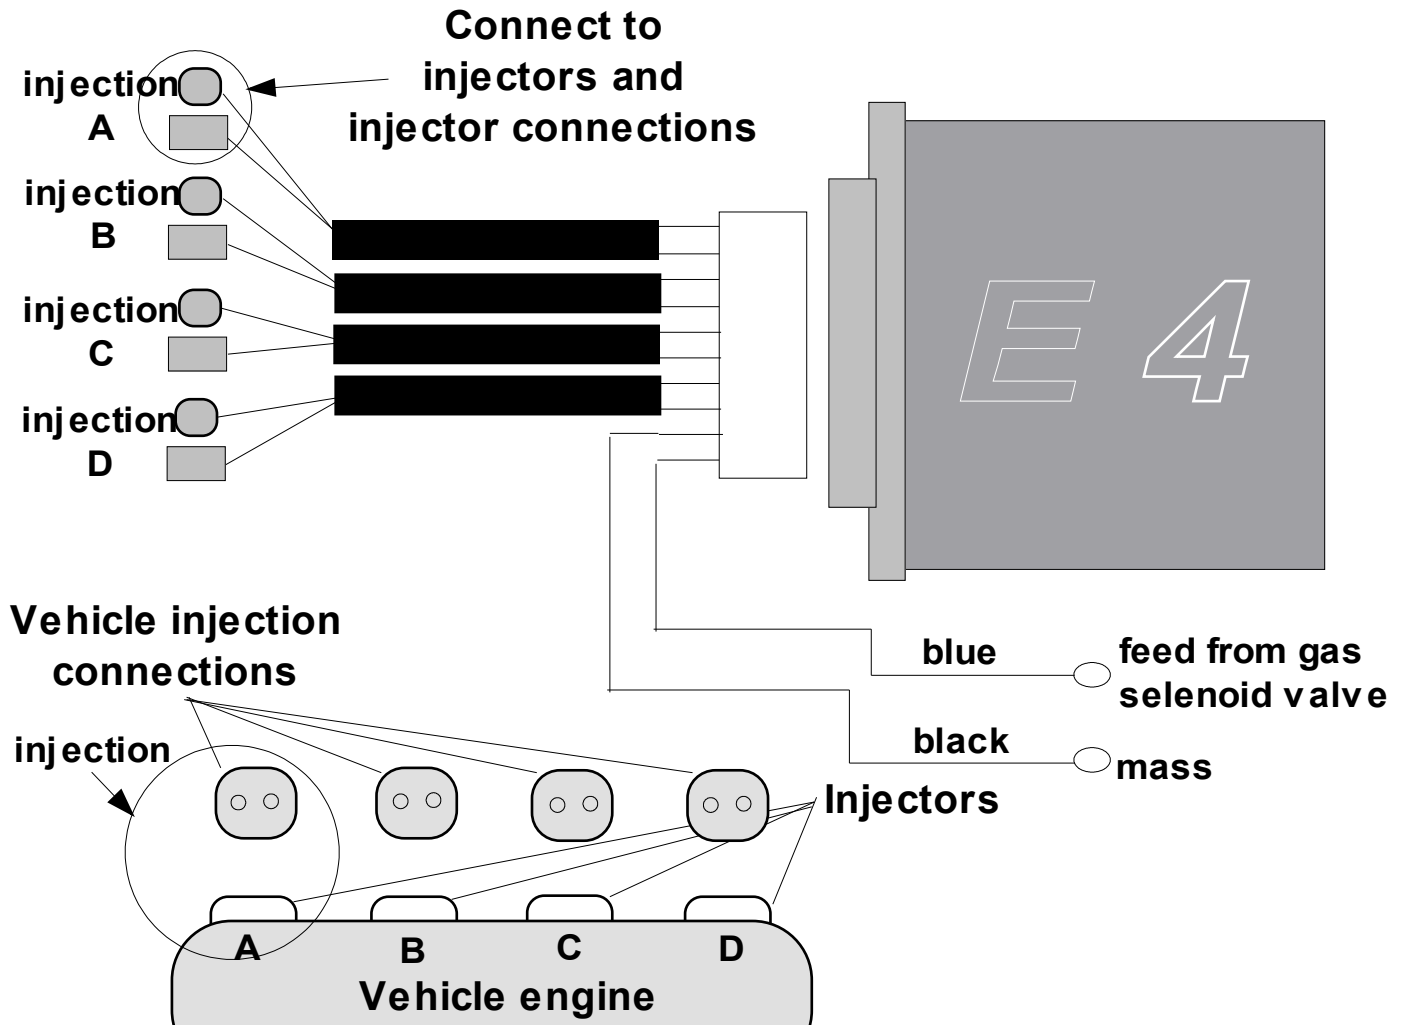 Connect to
injectors and
injector connections
injection
A
injection
B
injection
C
injection
D
E 4
Vehicle injection
connections
injection
blue
feed from gas
selenoid valve
black
mass
Injectors
A
B
C
D
Vehicle engine